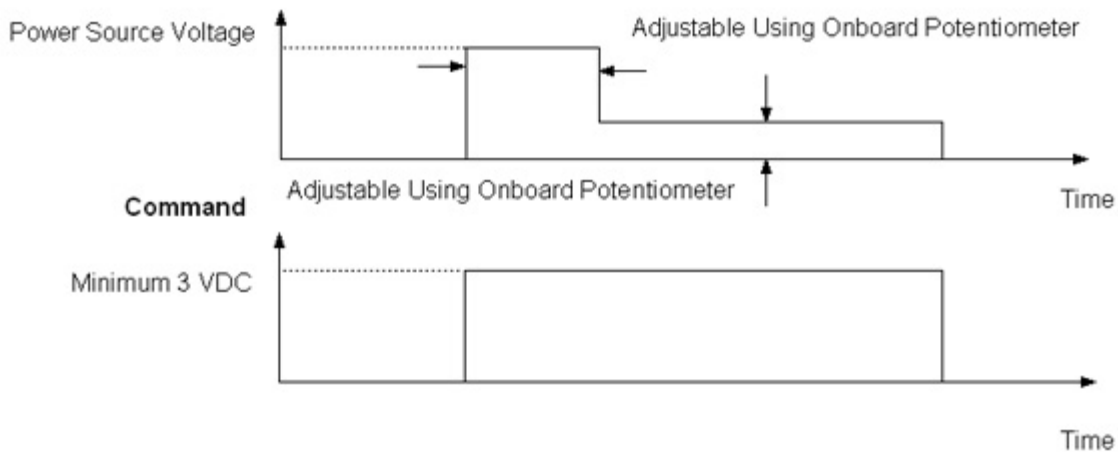 Power Source Voltage
Adjustable Using Onboard Potentiometer
Adjustable Using Onboard Potentiometer
Time
Command
Minimum 3 VDC
Time